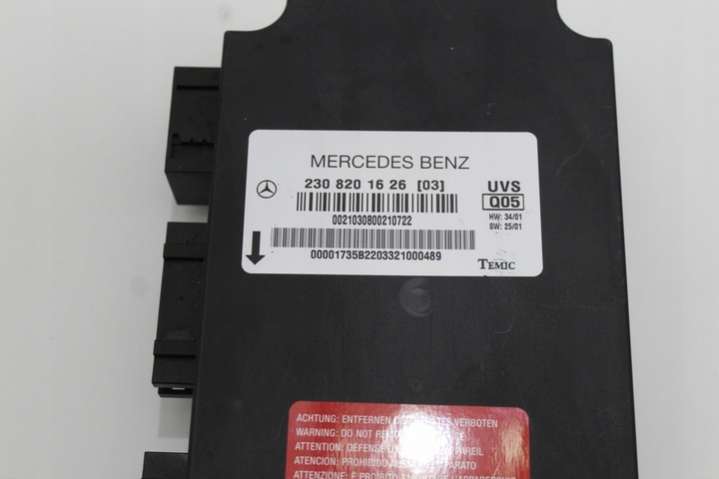 MERCEDES BENZ
230 820 16 26 [03]
UVS
Q05
HW: 34/01
SW: 25/01
0021030800210722
00001735B2203321000489
TEMIC
ACHTUNG: ENTFERNEN VERBOTEN
WARNING: DO NOT
ATTENTION: DEFENSE
ATENCION: PROHIBIDO
ATTENZIONE: E PROIBITO